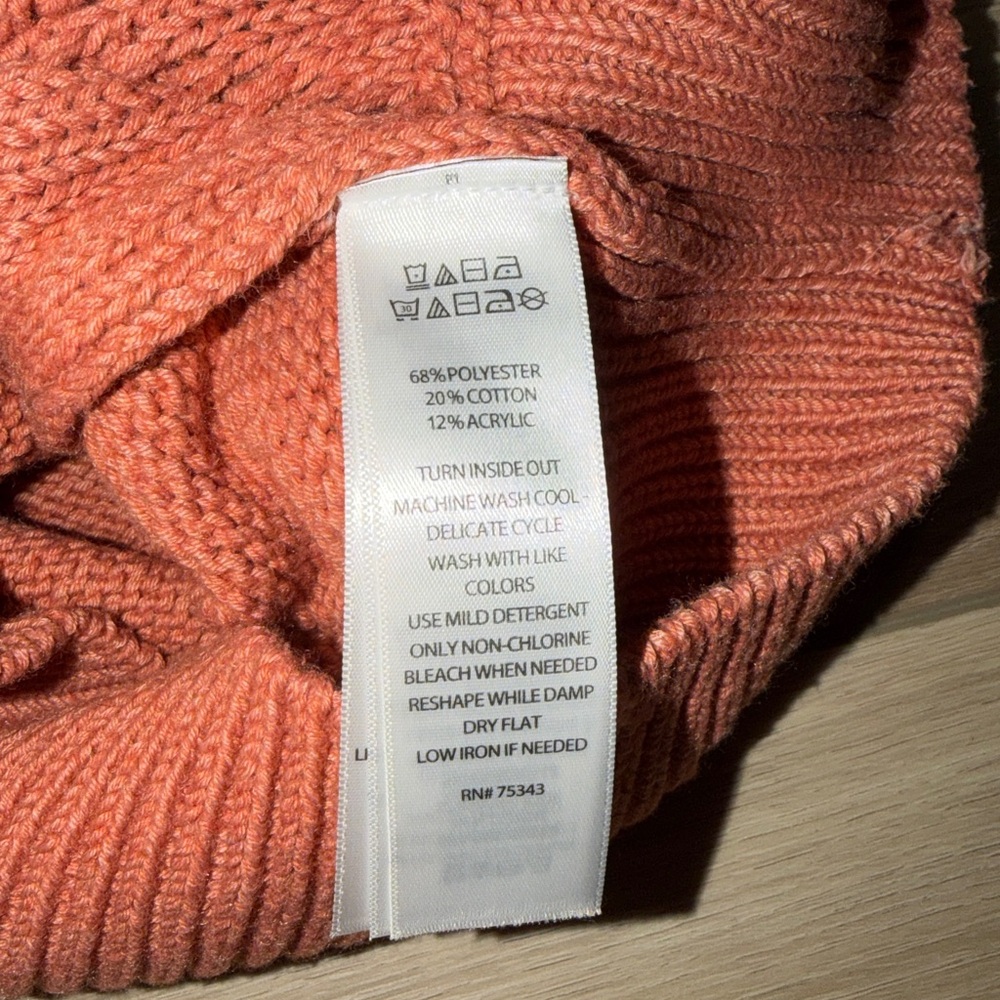 30
68% POLYESTER
20% COTTON
12% ACRYLIC
TURN INSIDE OUT
MACHINE WASH COOL -
DELICATE CYCLE
WASH WITH LIKE
COLORS
USE MILD DETERGENT
ONLY NON-CHLORINE
BLEACH WHEN NEEDED
RESHAPE WHILE DAMP
DRY FLAT
LI
LOW IRON IF NEEDED
RN# 75343